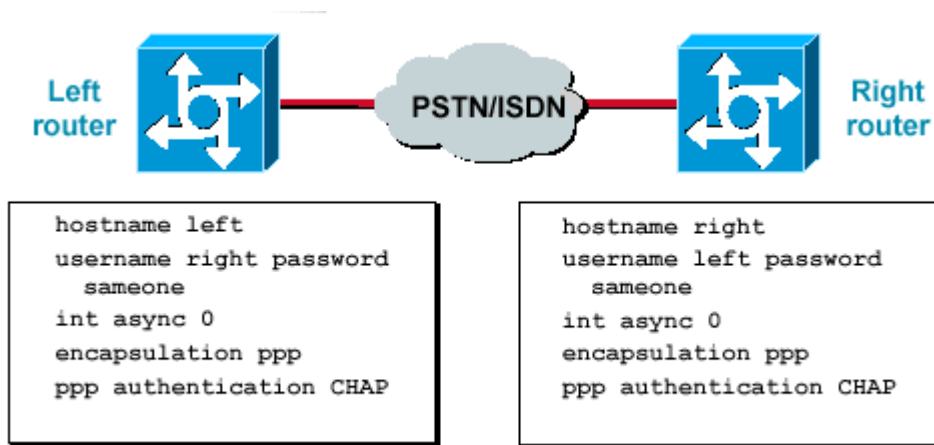 Left
router
PSTN/ISDN
Right
router
hostname left
username right password
sameone
int async 0
encapsulation ppp
ppp authentication CHAP
hostname right
username left password
sameone
int async 0
encapsulation ppp
ppp authentication CHAP